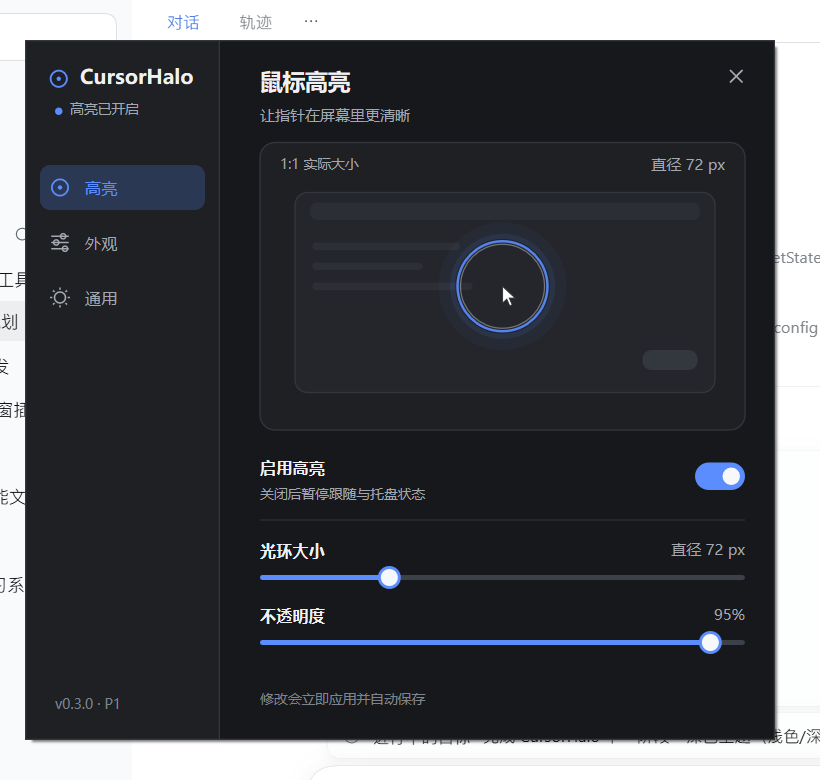 对话
轨迹
…
CursorHalo
高亮已开启
高亮
外观
通用
v0.3.0 · P1
鼠标高亮
让指针在屏幕里更清晰
1:1 实际大小
直径 72 px
启用高亮
关闭后暂停跟随与托盘状态
光环大小
直径 72 px
不透明度
95%
修改会立即应用并自动保存
工具
划
发
窗插
能文
习系
etState
config